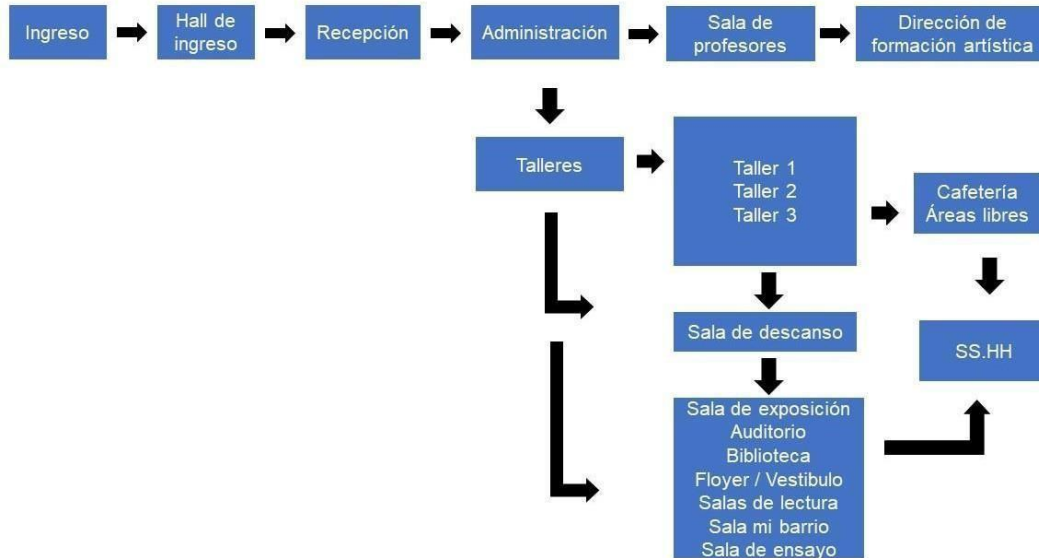 Ingreso
Hall de
ingreso
Recepción
Administración
Sala de
profesores
Dirección de
formación artística
Talleres
Taller 1
Taller 2
Taller 3
Cafetería
Áreas libres
Sala de descanso
SS.HH
Sala de exposición
Auditorio
Biblioteca
Floyer / Vestibulo
Salas de lectura
Sala mi barrio
Sala de ensayo